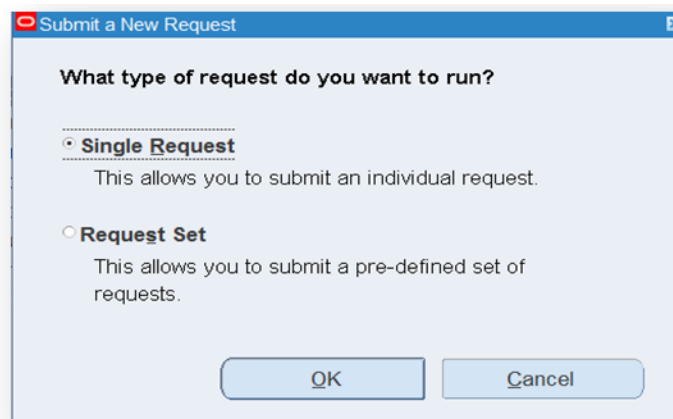 Submit a New Request
What type of request do you want to run?
Single Request
This allows you to submit an individual request.
Request Set
This allows you to submit a pre-defined set of
requests.
OK
Cancel